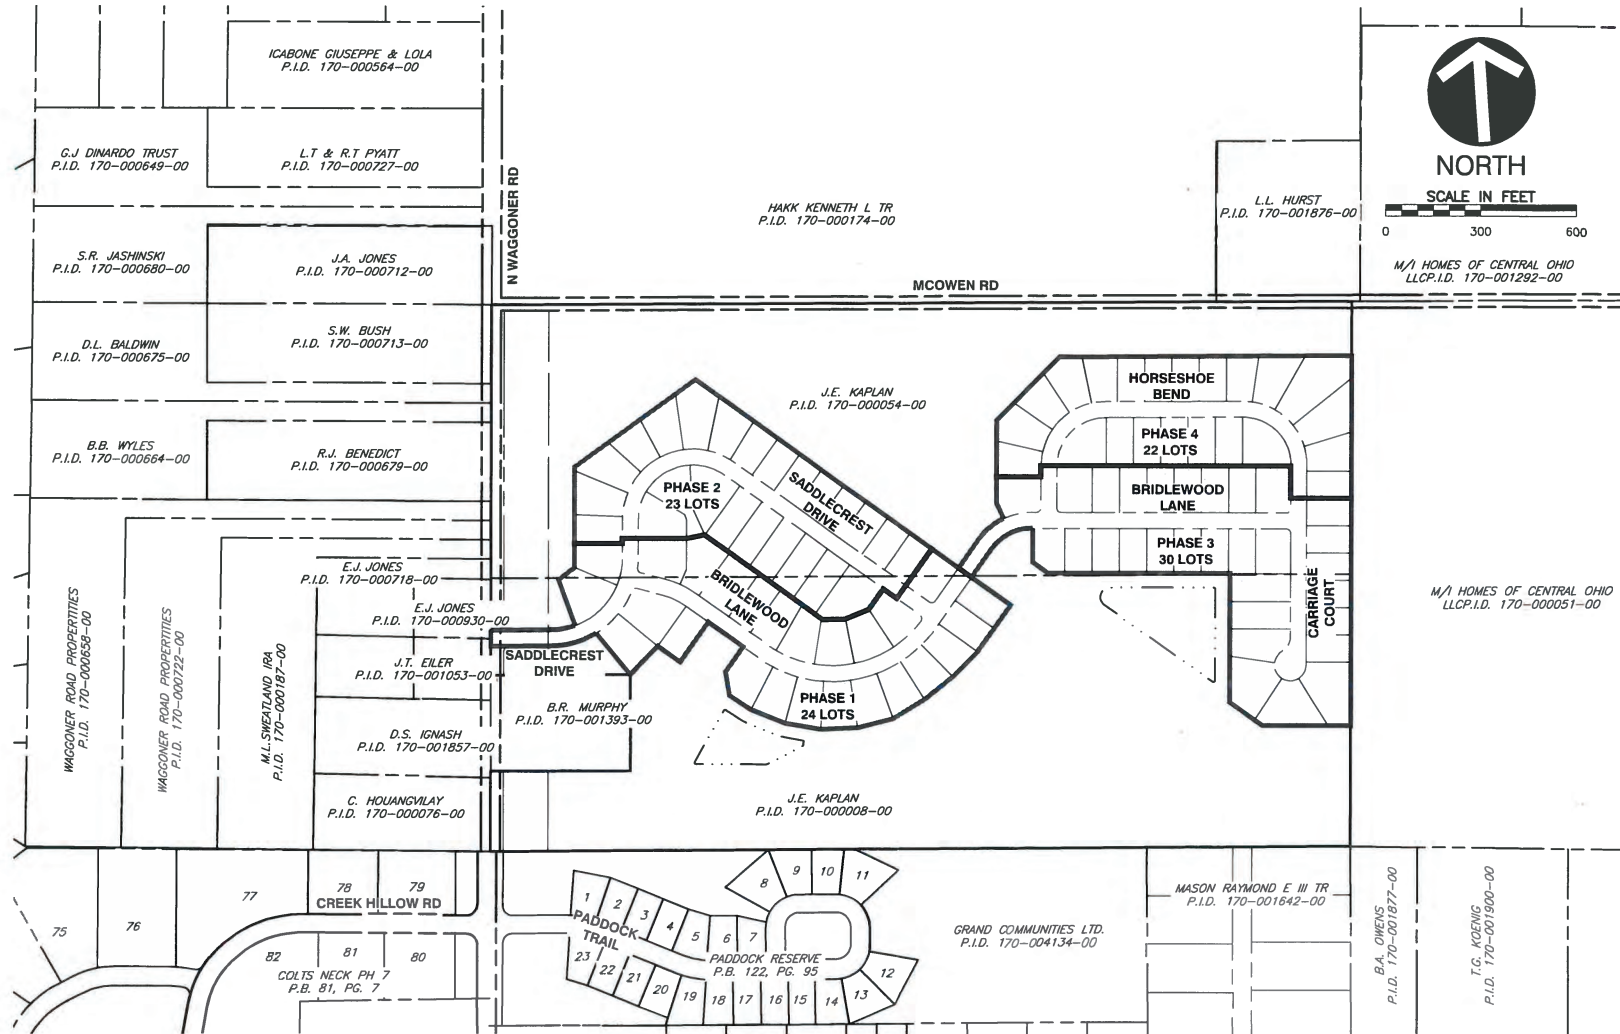 ICABONE GIUSEPPE & LOLA
P.I.D. 170-000564-00
G.J DINARDO TRUST
P.I.D. 170-000649-00
L.T & R.T PYATT
P.I.D. 170-000727-00
N WAGGONER RD
HAKK KENNETH L TR
P.I.D. 170-000174-00
L.L. HURST
P.I.D. 170-001876-00
NORTH
SCALE IN FEET
0 300 600
M/I HOMES OF CENTRAL OHIO
LLCP.I.D. 170-001292-00
S.R. JASHINSKI
P.I.D. 170-000680-00
J.A. JONES
P.I.D. 170-000712-00
MCOWEN RD
D.L. BALDWIN
P.I.D. 170-000675-00
S.W. BUSH
P.I.D. 170-000713-00
J.E. KAPLAN
P.I.D. 170-000054-00
HORSESHOE
BEND
PHASE 4
22 LOTS
B.B. WYLES
P.I.D. 170-000664-00
R.J. BENEDICT
P.I.D. 170-000679-00
PHASE 2
23 LOTS
SADDLECREST
DRIVE
BRIDLEWOOD
LANE
PHASE 3
30 LOTS
CARRIAGE
COURT
M/I HOMES OF CENTRAL OHIO
LLCP.I.D. 170-000051-00
WAGGONER ROAD PROPERTITIES
P.I.D. 170-000658-00
WAGGONER ROAD PROPERTITIES
P.I.D. 170-000722-00
M.L.SWEATLAND IRA
P.I.D. 170-000187-00
E.J. JONES
P.I.D. 170-000718-00
E.J. JONES
P.I.D. 170-000930-00
BRIDLEWOOD
LANE
SADDLECREST
DRIVE
J.T. EILER
P.I.D. 170-001053-00
B.R. MURPHY
P.I.D. 170-001393-00
PHASE 1
24 LOTS
D.S. IGNASH
P.I.D. 170-001857-00
C. HOUANGVILAY
P.I.D. 170-000076-00
J.E. KAPLAN
P.I.D. 170-000008-00
75
76
77
78
79
CREEK HILLOW RD
82
81
80
COLTS NECK PH 7
P.B. 81, PG. 7
8
9
10
11
1
2
3
4
5
6
7
PADDOCK
TRAIL
PADDOCK RESERVE
P.B. 122, PG. 95
23
22
21
20
19
18
17
16
15
14
13
12
GRAND COMMUNITIES LTD.
P.I.D. 170-004134-00
MASON RAYMOND E III TR
P.I.D. 170-001642-00
B.A. OWENS
P.I.D. 170-001877-00
T.G. KOENIG
P.I.D. 170-001900-00